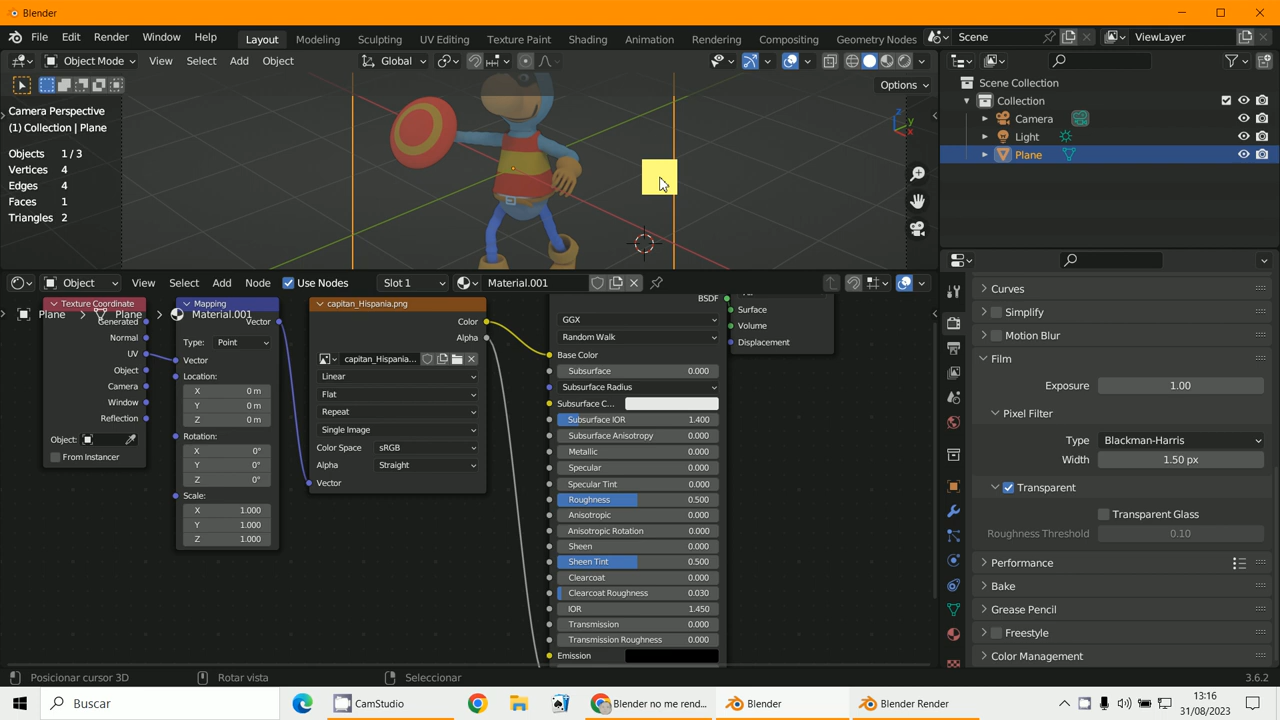 Blender
File Edit Render Window Help Layout Modeling Sculpting UV Editing Texture Paint Shading Animation Rendering Compositing Geometry Nodes Scene ViewLayer
Object Mode View Select Add Object Global
Options
Camera Perspective
(1) Collection | Plane
Objects 1 / 3
Vertices 4
Edges 4
Faces 1
Triangles 2
z
y
x
Scene Collection
Collection
Camera
Light
Plane
Object View Select Add Node Use Nodes Slot 1 Material.001
Plane Plane Material.001
Texture Coordinate
Generated
Normal
UV
Object
Camera
Window
Reflection
Object:
From Instancer
Mapping
Vector
Type: Point
Vector
Location:
X 0 m
Y 0 m
Z 0 m
Rotation:
X 0°
Y 0°
Z 0°
Scale:
X 1.000
Y 1.000
Z 1.000
capitan_Hispania.png
Color
Alpha
capitan_Hispania...
Linear
Flat
Repeat
Single Image
Color Space sRGB
Alpha Straight
Vector
BSDF
GGX
Random Walk
Base Color
Subsurface 0.000
Subsurface Radius
Subsurface C...
Subsurface IOR 1.400
Subsurface Anisotropy 0.000
Metallic 0.000
Specular 0.000
Specular Tint 0.000
Roughness 0.500
Anisotropic 0.000
Anisotropic Rotation 0.000
Sheen 0.000
Sheen Tint 0.500
Clearcoat 0.000
Clearcoat Roughness 0.030
IOR 1.450
Transmission 0.000
Transmission Roughness 0.000
Emission
Surface
Volume
Displacement
Curves
Simplify
Motion Blur
Film
Exposure 1.00
Pixel Filter
Type Blackman-Harris
Width 1.50 px
Transparent
Transparent Glass
Roughness Threshold 0.10
Performance
Bake
Grease Pencil
Freestyle
Color Management
Posicionar cursor 3D Rotar vista Seleccionar 3.6.2
Buscar CamStudio Blender no me rend... Blender Blender Render 13:16
31/08/2023